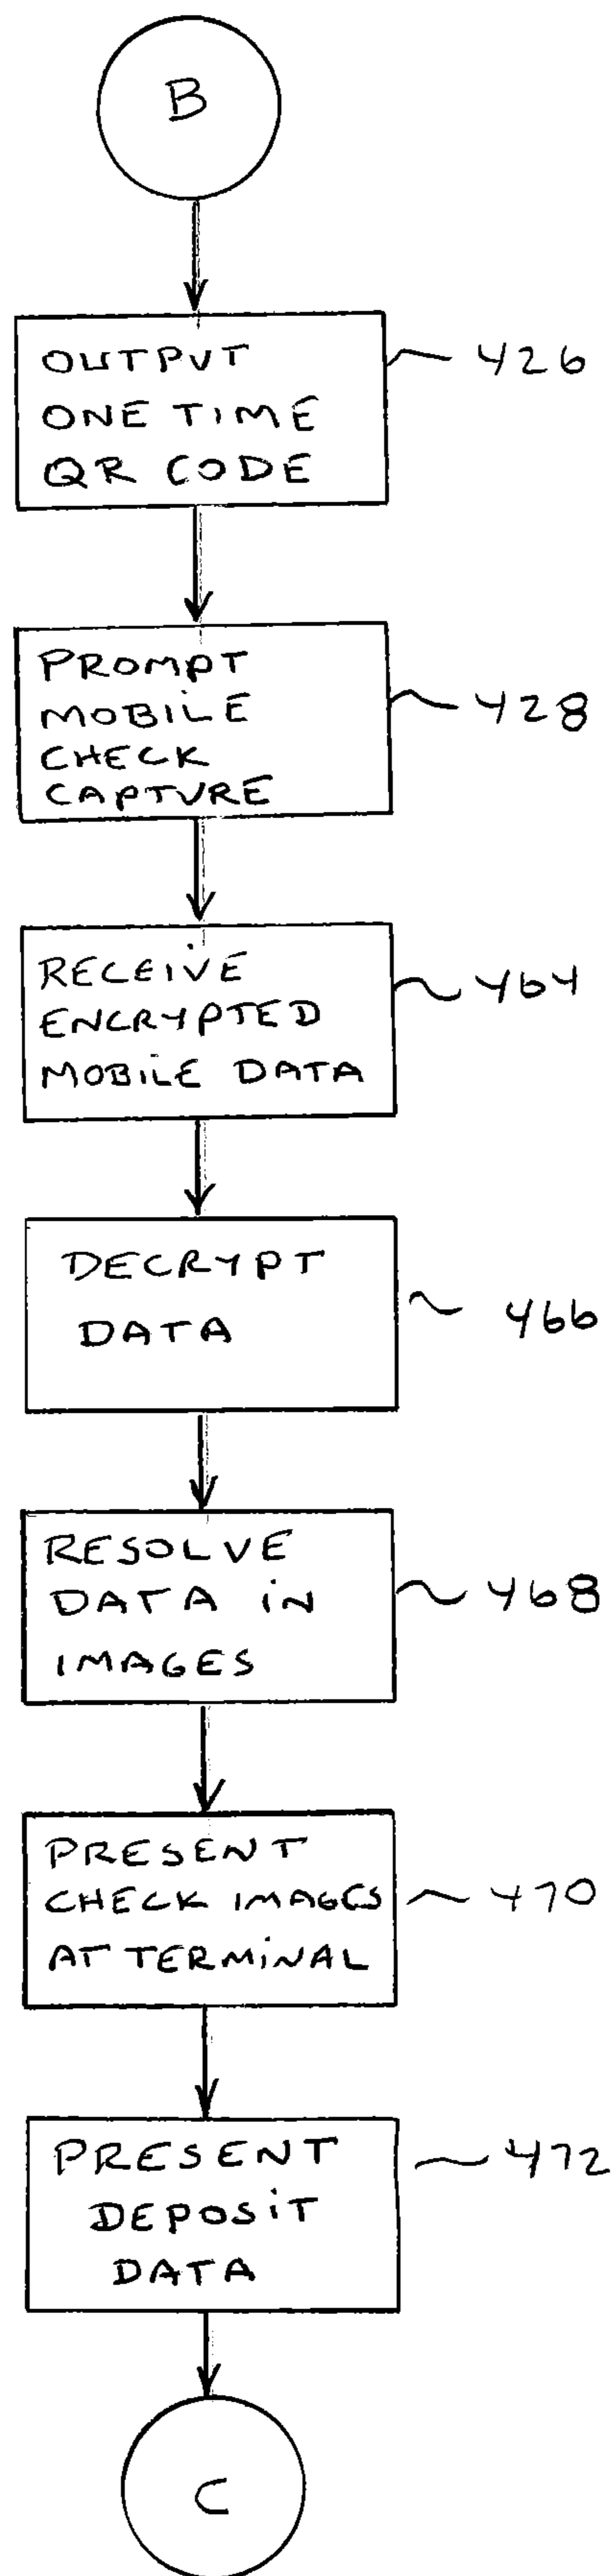 B
OUTPUT
ONE TIME
QR CODE
426
PROMPT
MOBILE
CHECK
CAPTURE
428
RECEIVE
ENCRYPTED
MOBILE DATA
464
DECRYPT
DATA
466
RESOLVE
DATA IN
IMAGES
468
PRESENT
CHECK IMAGES
AT TERMINAL
470
PRESENT
DEPOSIT
DATA
472
C